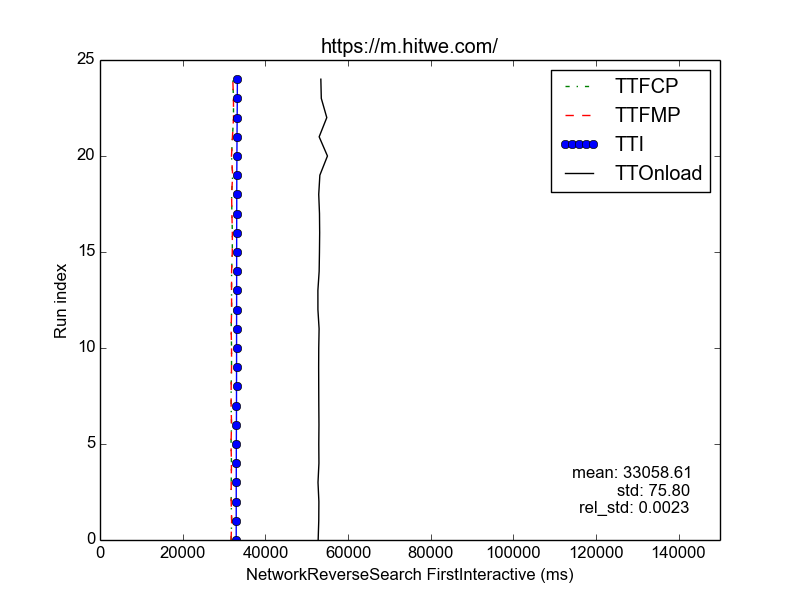 https://m.hitwe.com/
25
20
15
10
5
0
Run index
TTFCP
TTFMP
TTI
TTOnload
mean: 33058.61
std: 75.80
rel_std: 0.0023
0 20000 40000 60000 80000 100000 120000 140000
NetworkReverseSearch FirstInteractive (ms)